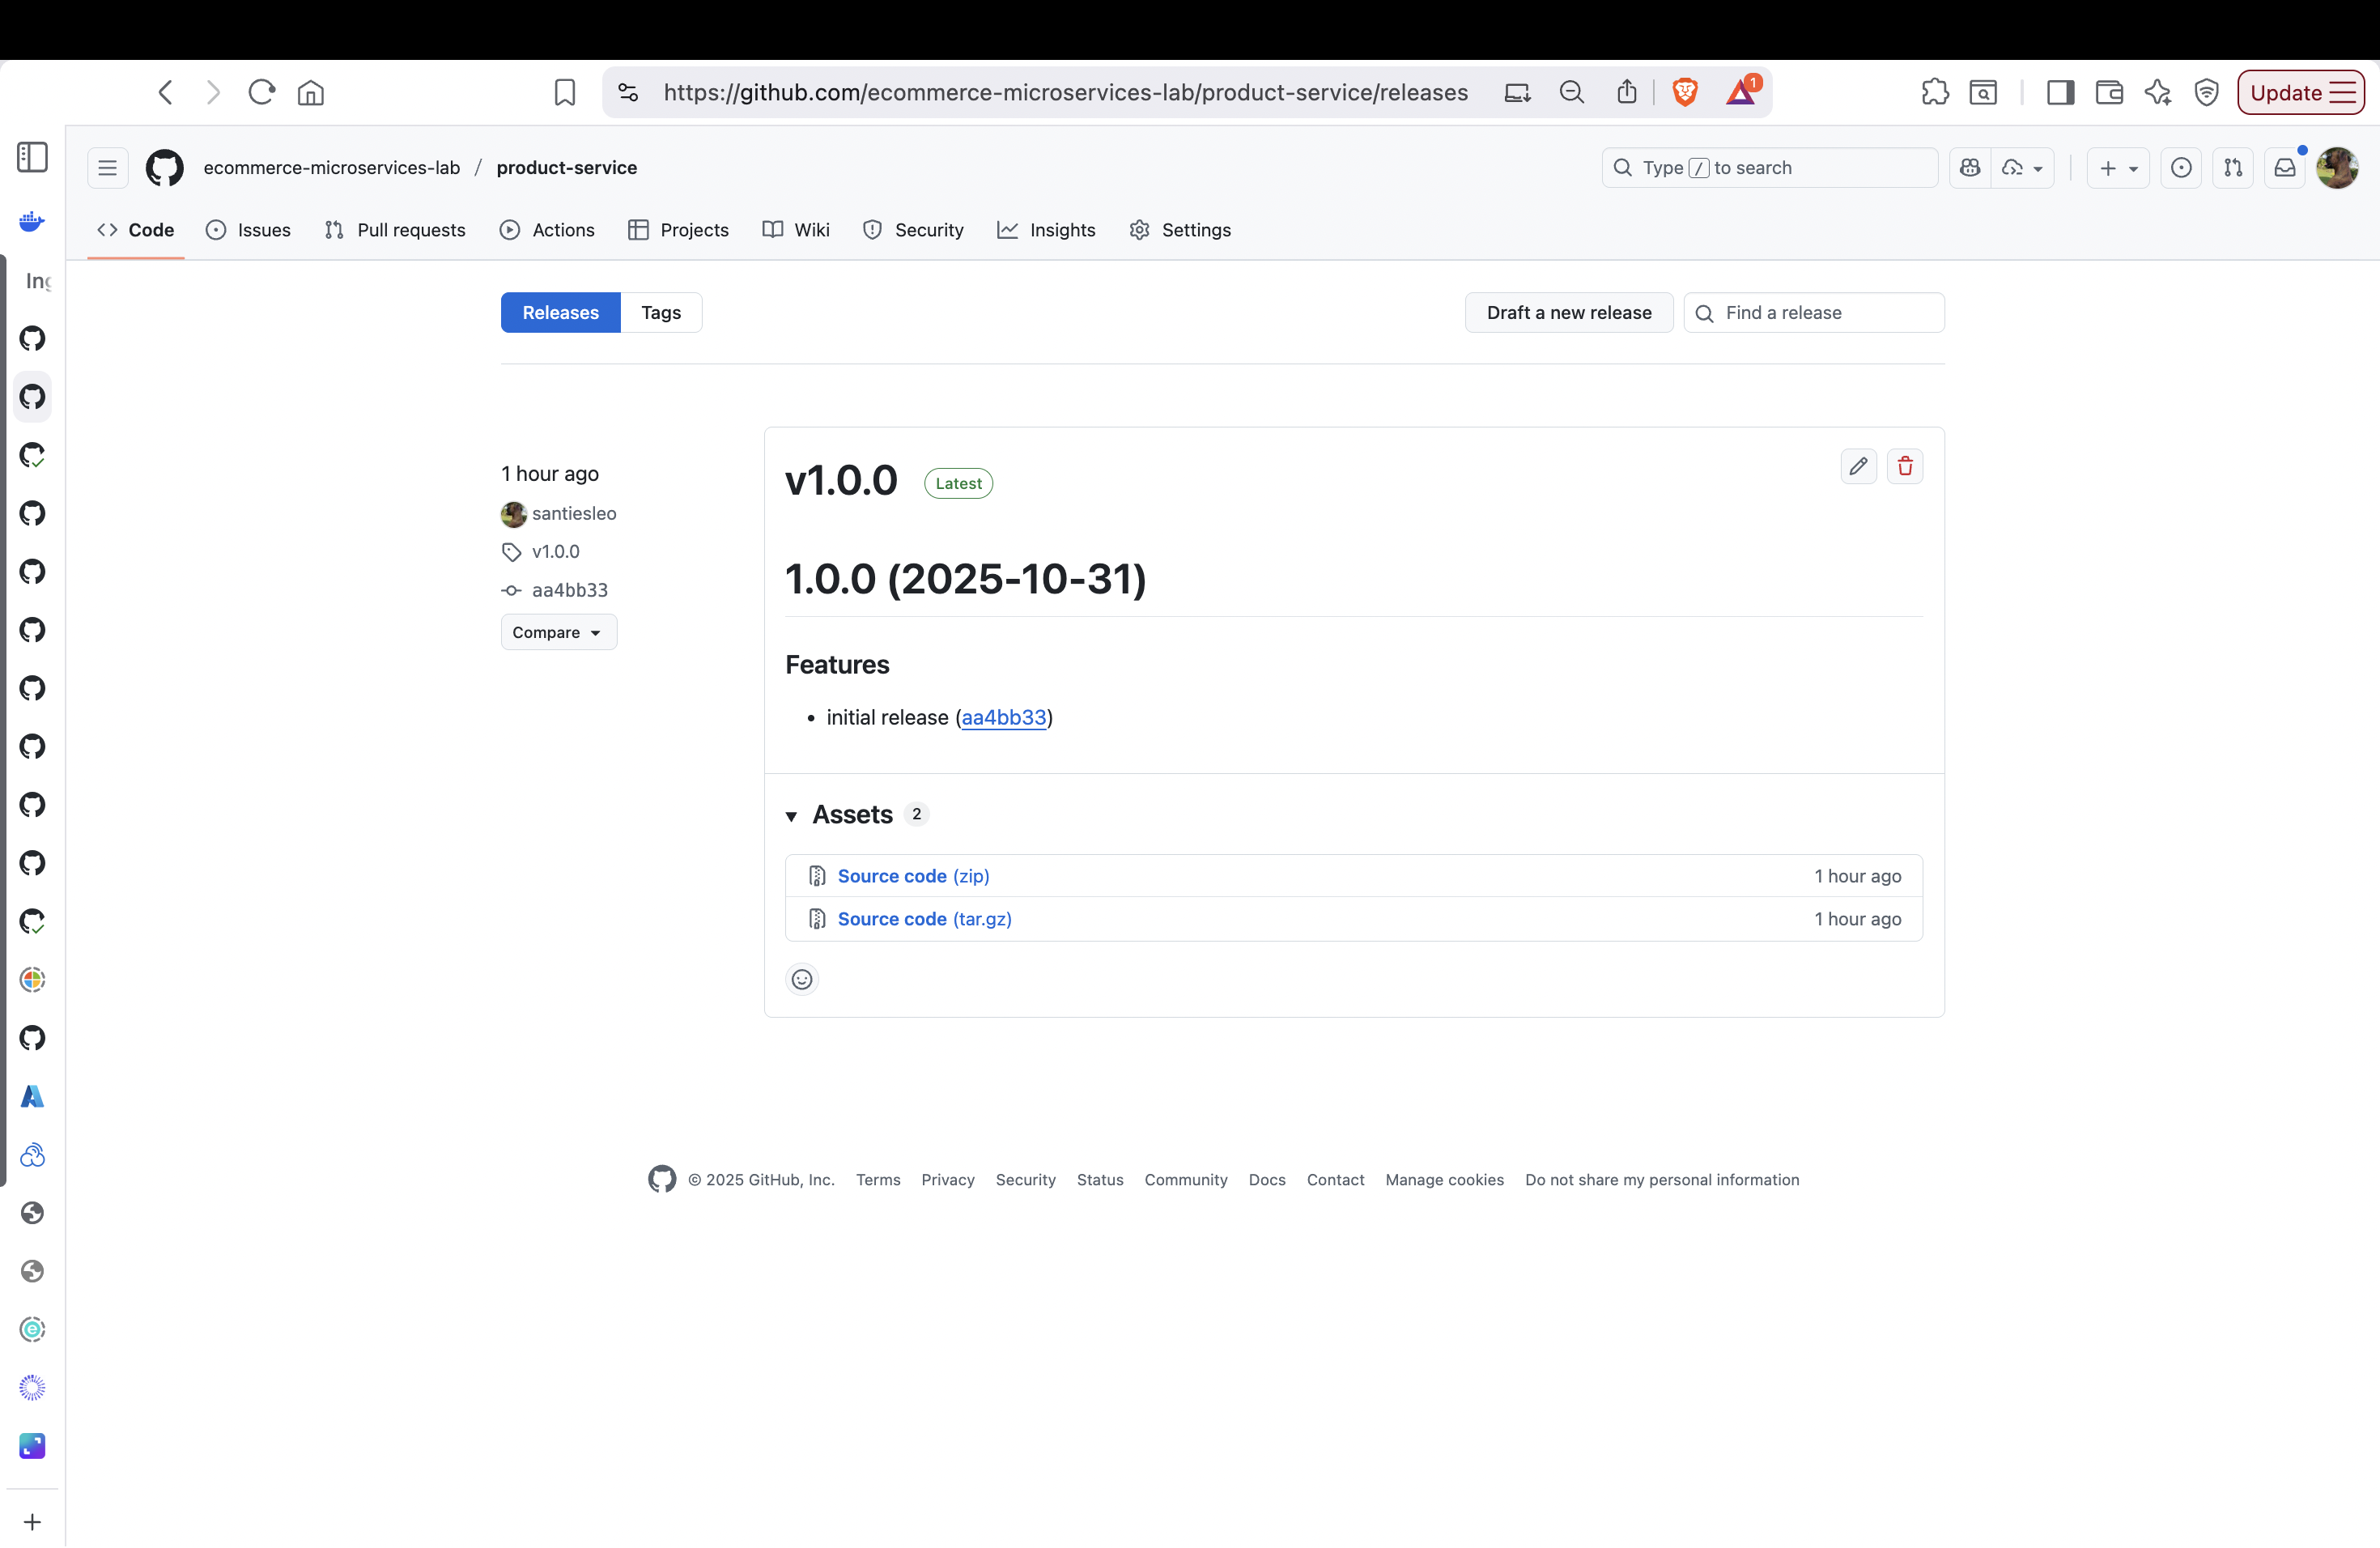 https://github.com/ecommerce-microservices-lab/product-service/releases
1
Update
ecommerce-microservices-lab / product-service
Type / to search
Code Issues Pull requests Actions Projects Wiki Security Insights Settings
Releases Tags
Draft a new release
Find a release
1 hour ago
santiesleo
v1.0.0
aa4bb33
Compare
v1.0.0 Latest
1.0.0 (2025-10-31)
Features
• initial release (aa4bb33)
Assets 2
Source code (zip) 1 hour ago
Source code (tar.gz) 1 hour ago
© 2025 GitHub, Inc. Terms Privacy Security Status Community Docs Contact Manage cookies Do not share my personal information